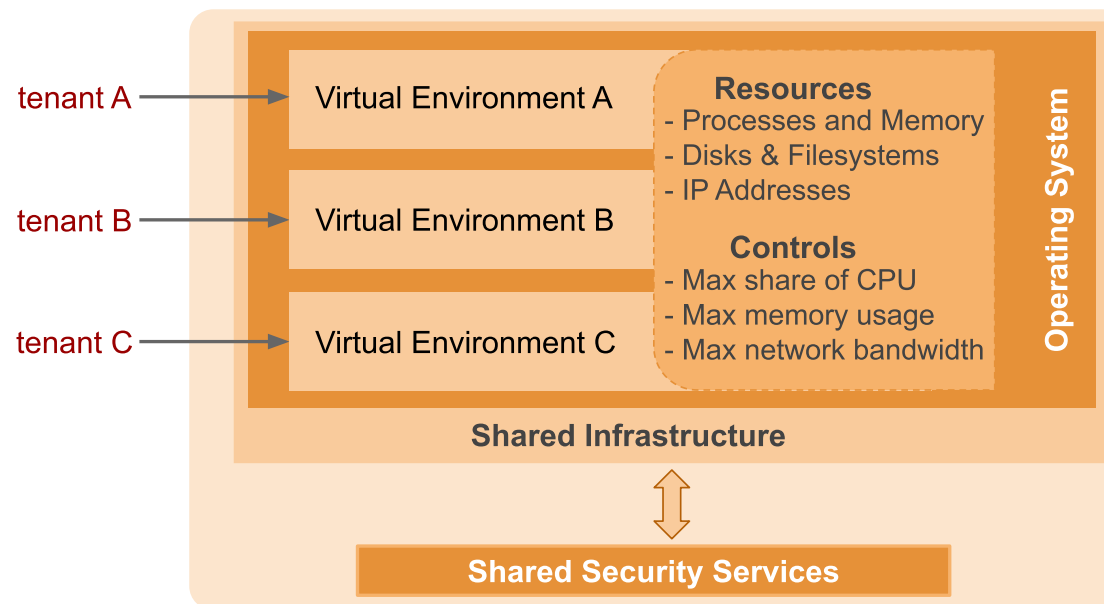 tenant A
Virtual Environment A
tenant B
Virtual Environment B
tenant C
Virtual Environment C
Resources
- Processes and Memory
- Disks & Filesystems
- IP Addresses
Controls
- Max share of CPU
- Max memory usage
- Max network bandwidth
Operating System
Shared Infrastructure
Shared Security Services